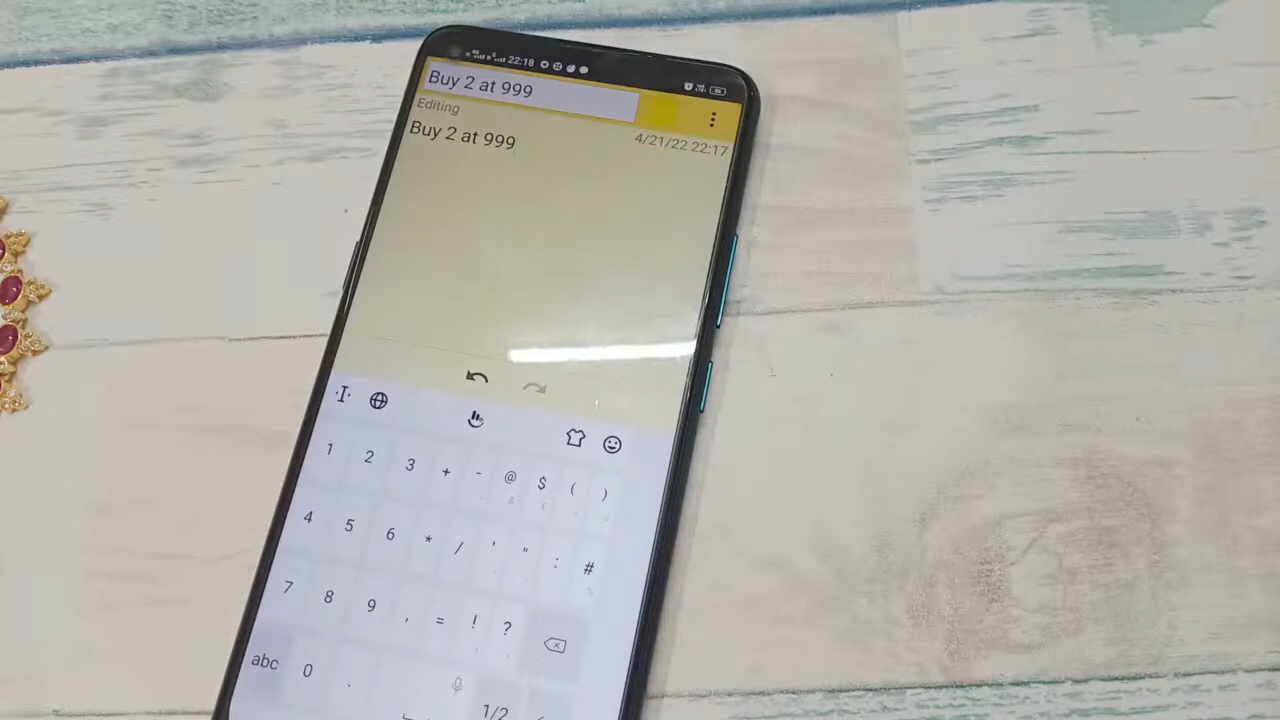 22:18
Buy 2 at 999
Editing
4/21/22 22:17
Buy 2 at 999
1 2 3 + - @ $ ( )
4 5 6 * / ' " : #
7 8 9 , = ! ?
abc 0 . 1/2